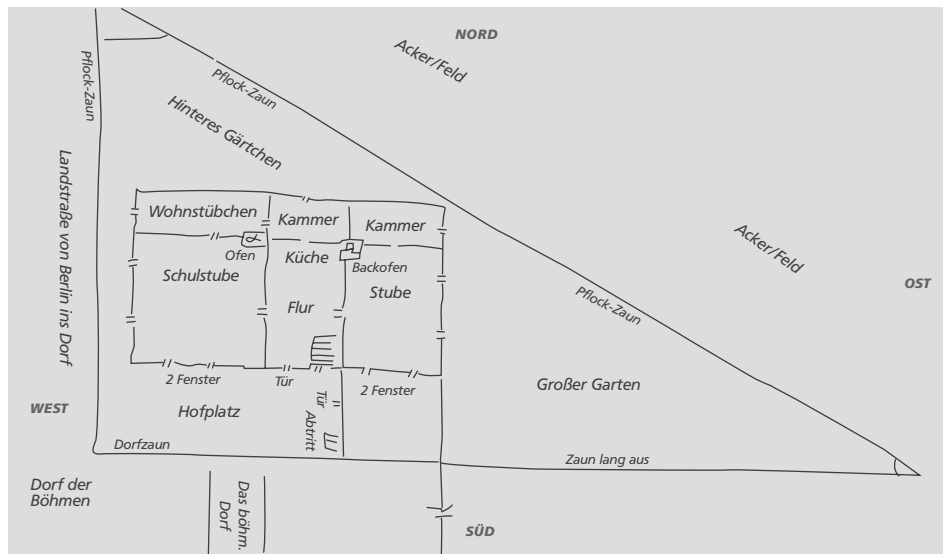 NORD
Acker/Feld
Pflock-Zaun
Pflock-Zaun
Hinteres Gärtchen
Landstraße von Berlin ins Dorf
Wohnstübchen
Kammer
Kammer
Acker/Feld
Ofen
Küche
Backofen
Schulstube
Stube
OST
Flur
Pflock-Zaun
2 Fenster
Tür
2 Fenster
Großer Garten
WEST
Hofplatz
Tür
Abtritt
Dorfzaun
Zaun lang aus
Dorf der
Böhmen
Das böhm.
Dorf
SÜD